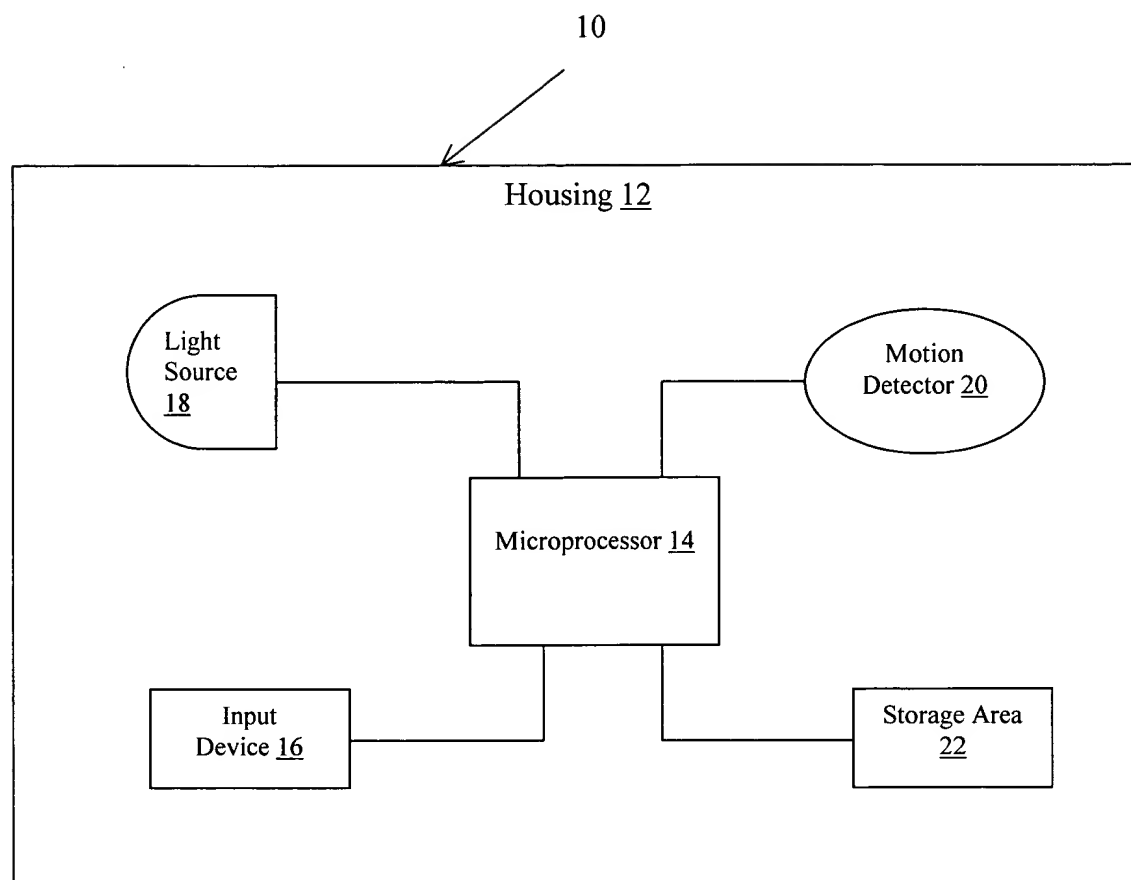 10
Housing 12
Light
Source
18
Motion
Detector 20
Microprocessor 14
Input
Device 16
Storage Area
22